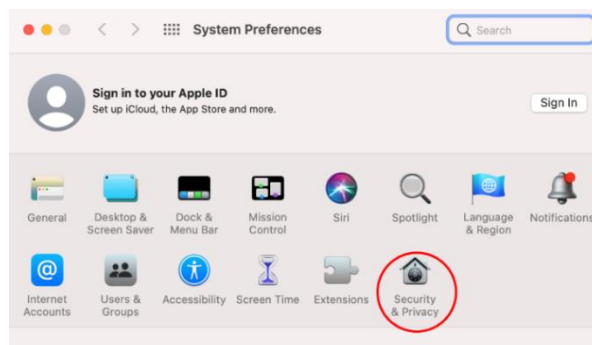 System Preferences
Search
Sign in to your Apple ID
Set up iCloud, the App Store and more.
Sign In
General
Desktop &
Screen Saver
Dock &
Menu Bar
Mission
Control
Siri
Spotlight
Language
& Region
Notifications
Internet
Accounts
Users &
Groups
Accessibility
Screen Time
Extensions
Security
& Privacy